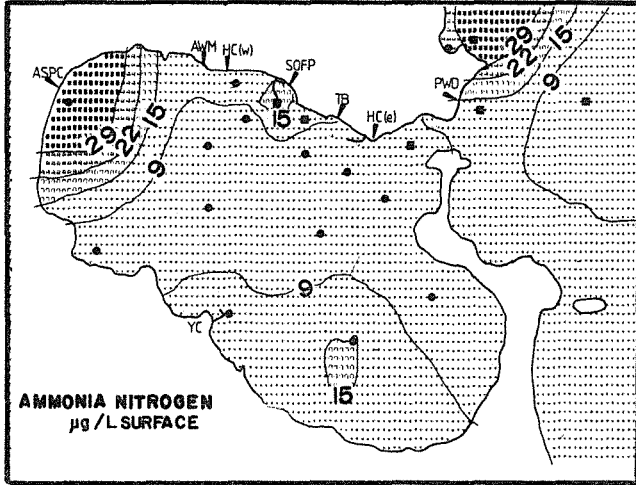 ASPC
AWM
HC(w)
SOFP
TB
HC(e)
PWD
29
22
15
9
15
29
22
15
9
9
15
YC
AMMONIA NITROGEN
µg/L SURFACE